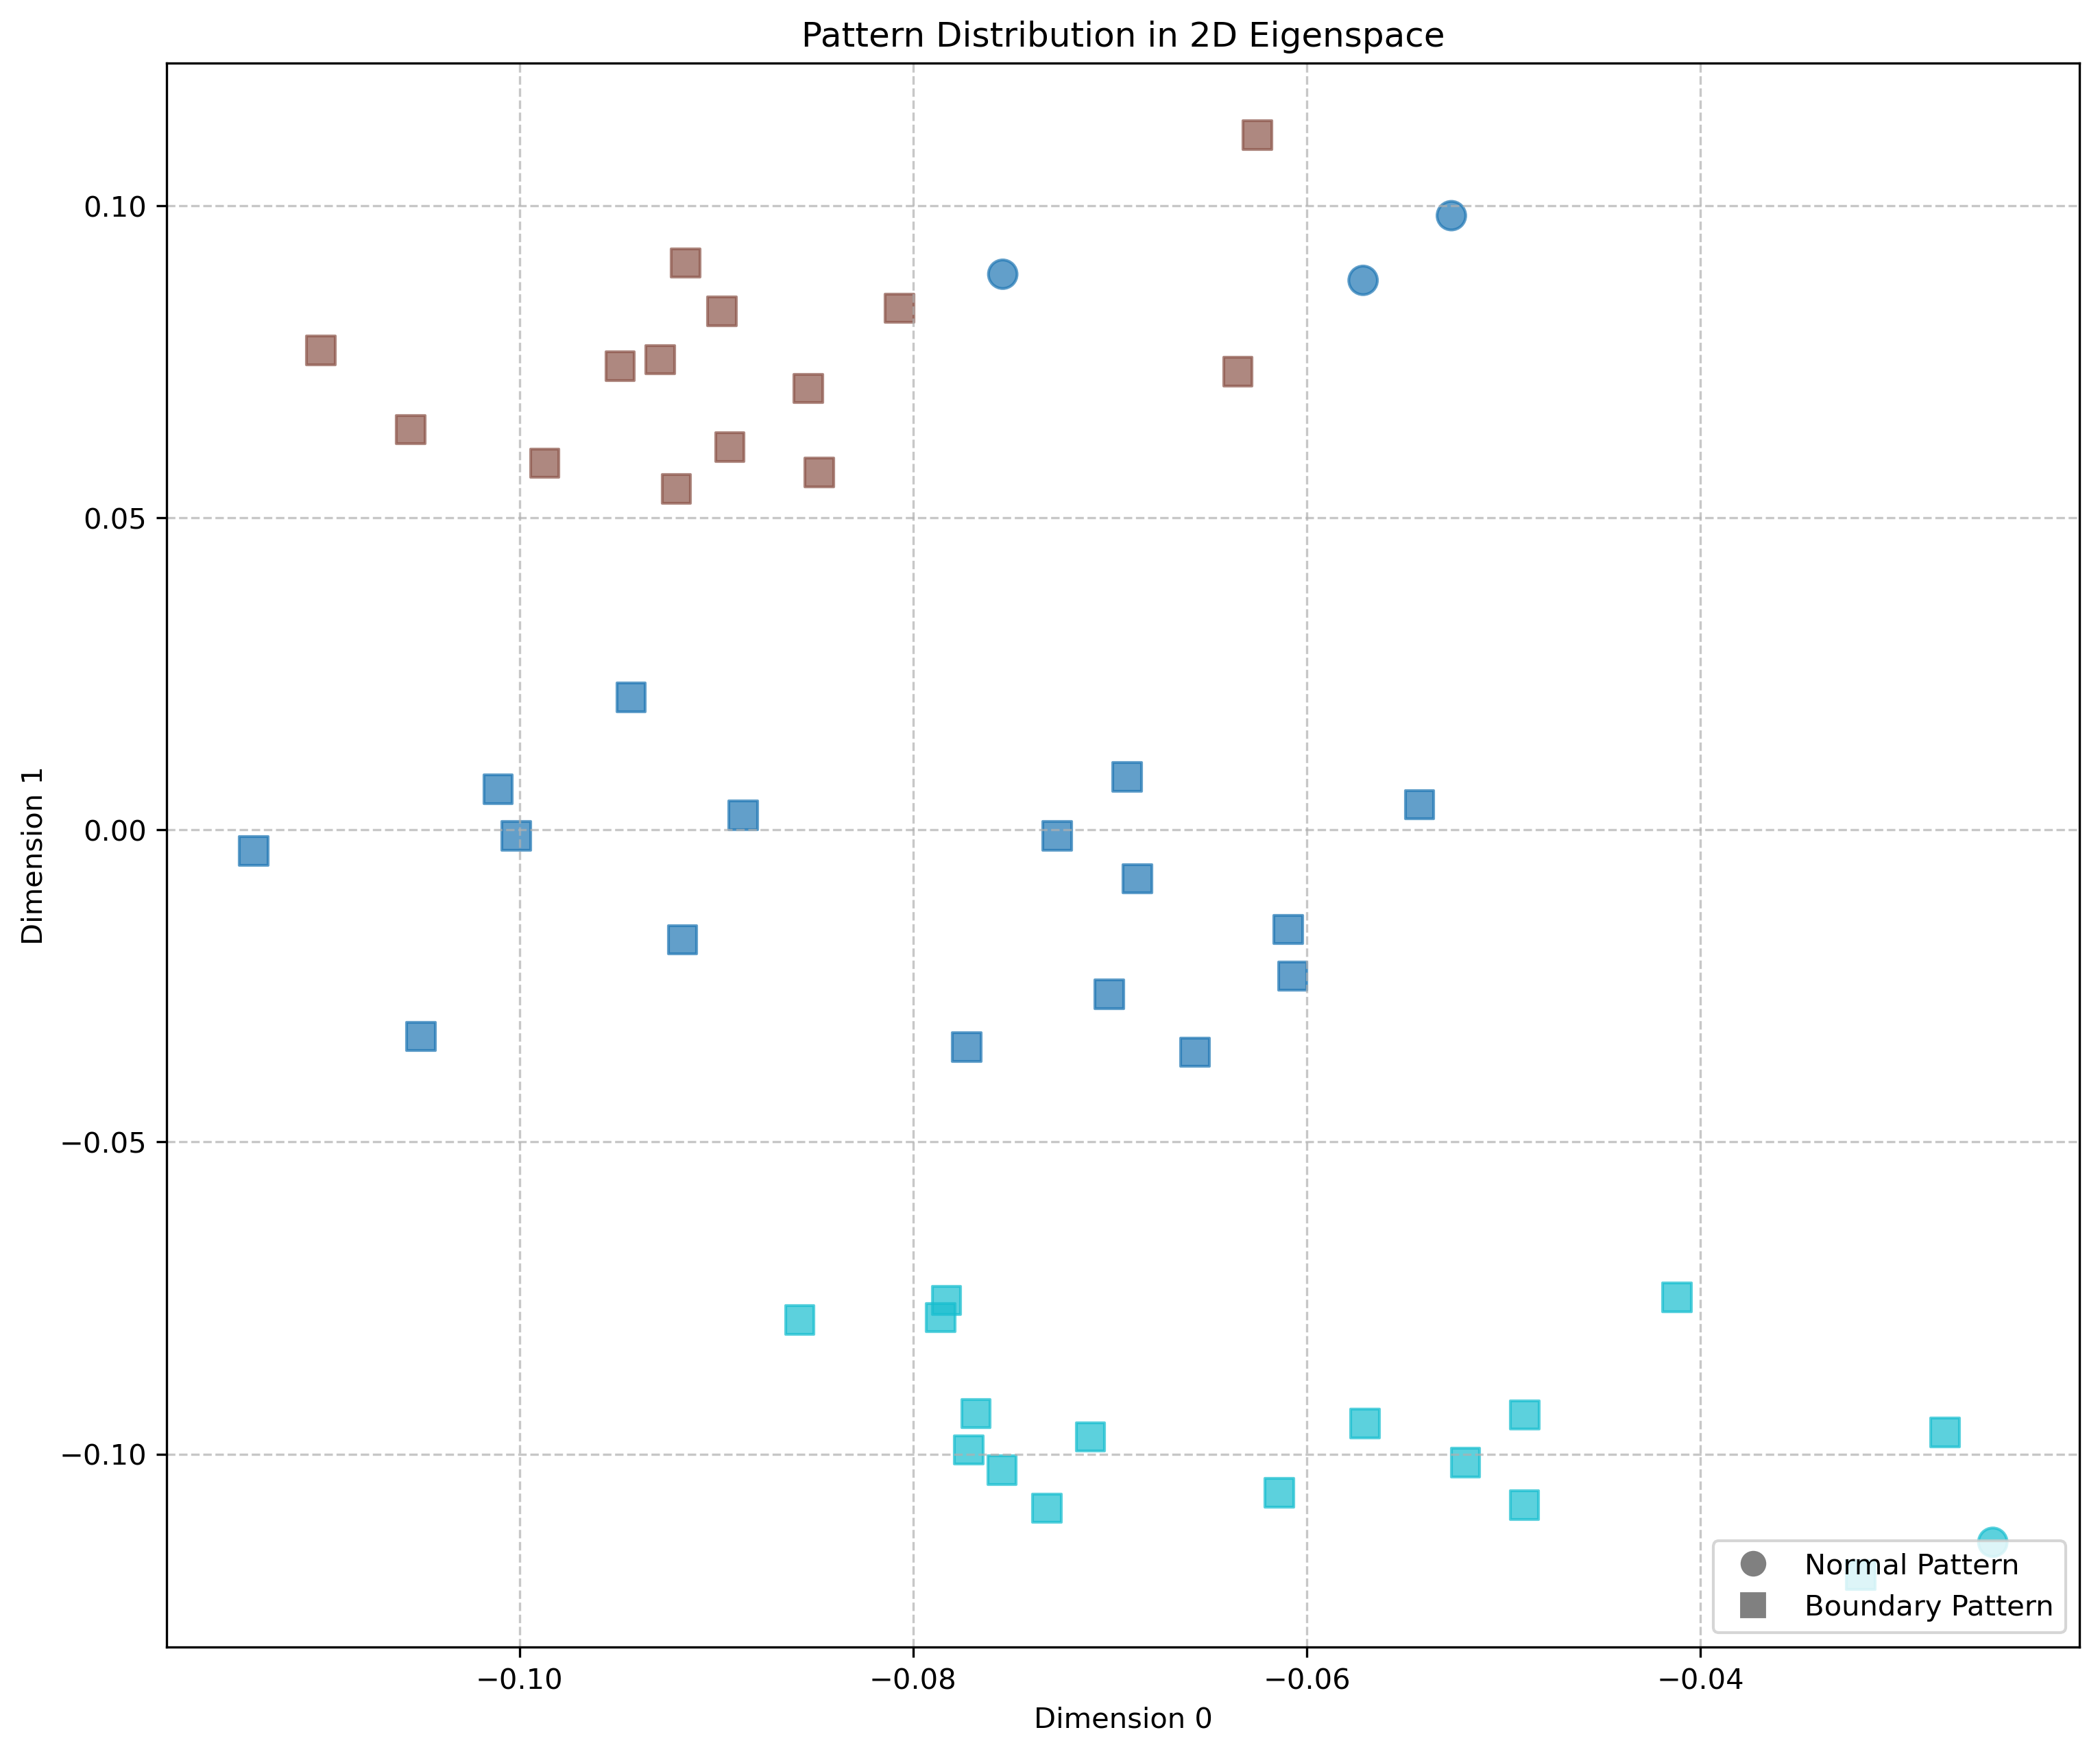 Pattern Distribution in 2D Eigenspace
0.10
0.05
0.00
−0.05
−0.10
Dimension 1
−0.10
−0.08
−0.06
−0.04
Dimension 0
Normal Pattern
Boundary Pattern